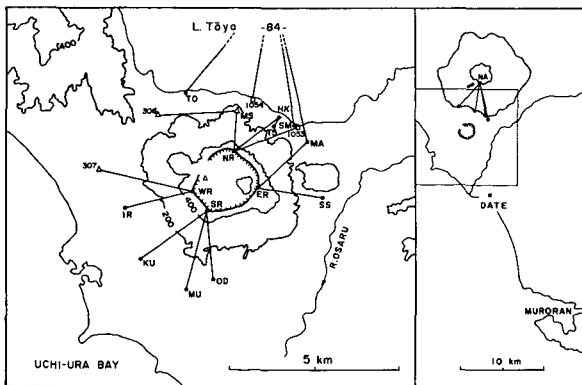 L. Tōya
-84-
400
TO
1054
HK
306
MS
SM
TS
1053
NR
MA
307
WR
ER
SS
400
SR
IR
200
KU
OD
MU
R.OSARU
UCHI-URA BAY
5 km
NA
DATE
MURORAN
10 km